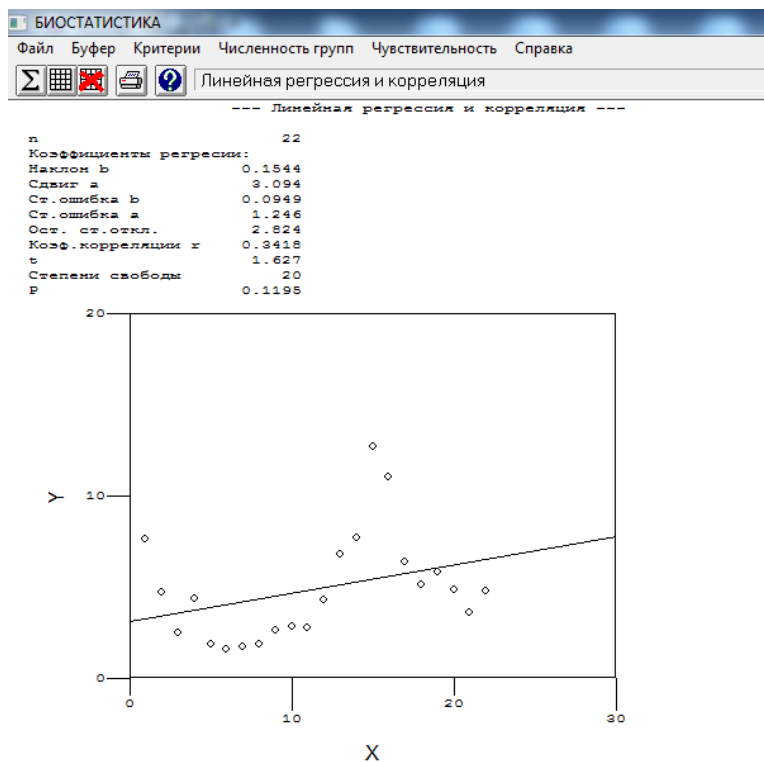 БИОСТАТИСТИКА
Файл Буфер Критерии Численность групп Чувствительность Справка
Σ ? Линейная регрессия и корреляция
--- Линейная регрессия и корреляция ---
n 22
Коэффициенты регресии:
Наклон b 0.1544
Сдвиг a 3.094
Ст.ошибка b 0.0949
Ст.ошибка a 1.246
Ост. ст.откл. 2.824
Коэф.корреляции r 0.3418
t 1.627
Степени свободы 20
P 0.1195
20
Y 10
0
0 10 20 30
X